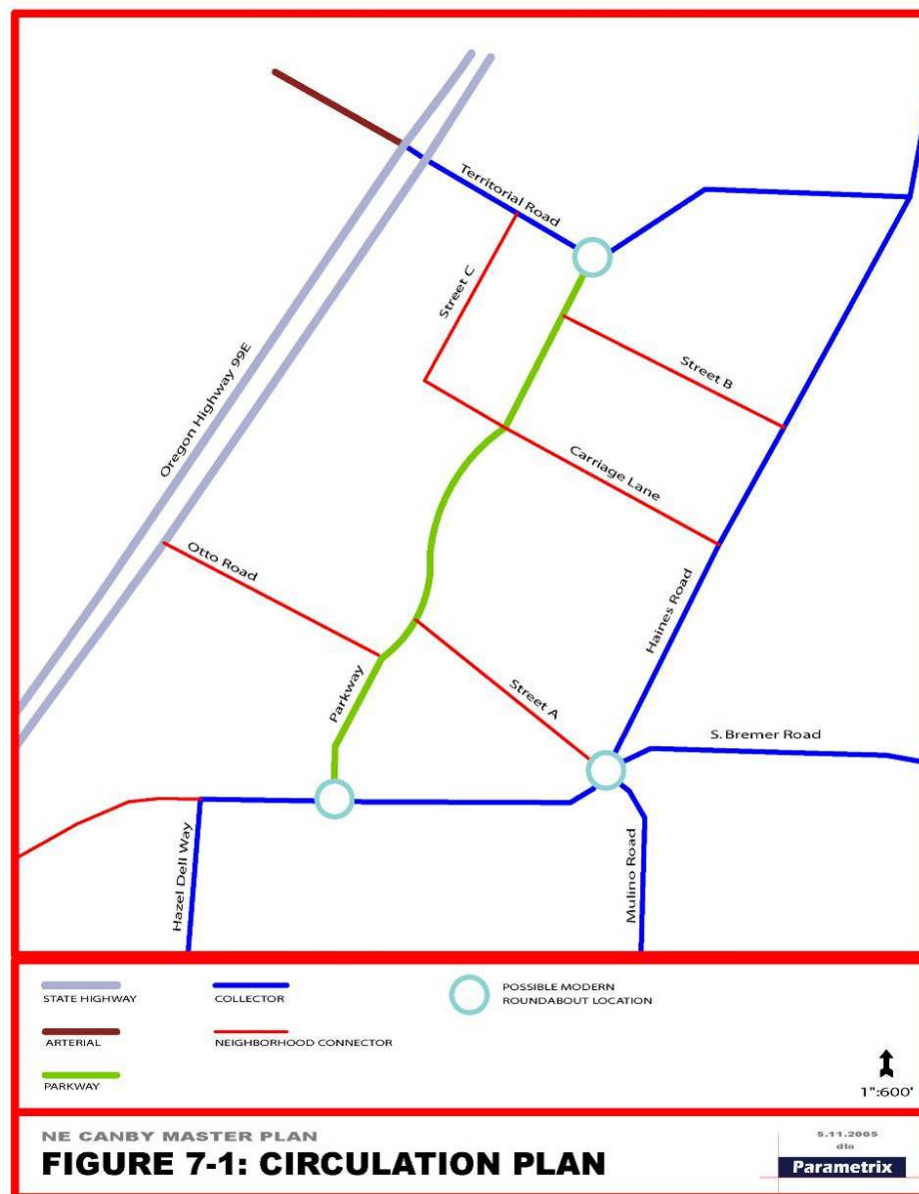 Territorial Road
Street C
Oregon Highway 99E
Street B
Carriage Lane
Otto Road
Haines Road
Street A
Parkway
S. Bremer Road
Hazel Dell Way
Mulino Road
STATE HIGHWAY
COLLECTOR
POSSIBLE MODERN
ROUNDABOUT LOCATION
ARTERIAL
NEIGHBORHOOD CONNECTOR
PARKWAY
1":600'
NE CANBY MASTER PLAN
FIGURE 7-1: CIRCULATION PLAN
5.11.2005
dla
Parametrix